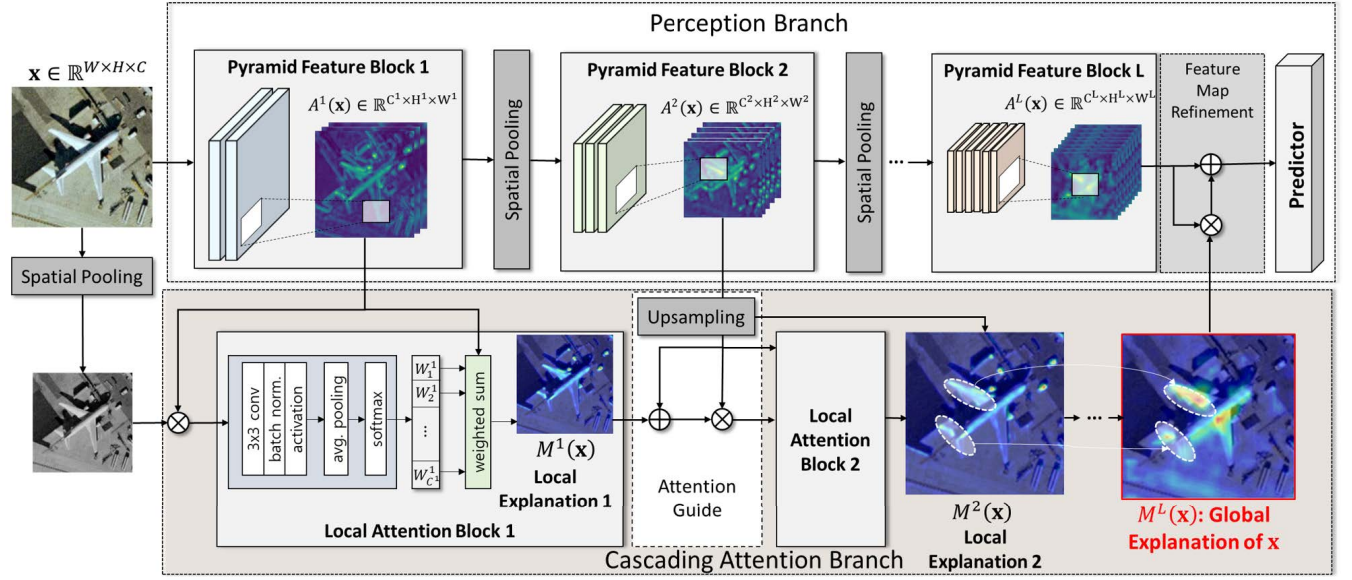 Perception Branch
𝐱 ∈ ℝ^{W×H×C}
Pyramid Feature Block 1
A^1(𝐱) ∈ ℝ^{C^1×H^1×W^1}
Spatial Pooling
Pyramid Feature Block 2
A^2(𝐱) ∈ ℝ^{C^2×H^2×W^2}
Spatial Pooling
...
Pyramid Feature Block L
A^L(𝐱) ∈ ℝ^{C^L×H^L×W^L}
Feature
Map
Refinement
Predictor
Spatial Pooling
3x3 conv
batch norm.
activation
avg. pooling
softmax
W_1^1
W_2^1
⋮
W_{C^1}^1
weighted sum
M^1(𝐱)
Local
Explanation 1
Local Attention Block 1
Upsampling
Attention
Guide
Local
Attention
Block 2
M^2(𝐱)
Local
Explanation 2
...
M^L(𝐱): Global
Explanation of 𝐱
Cascading Attention Branch